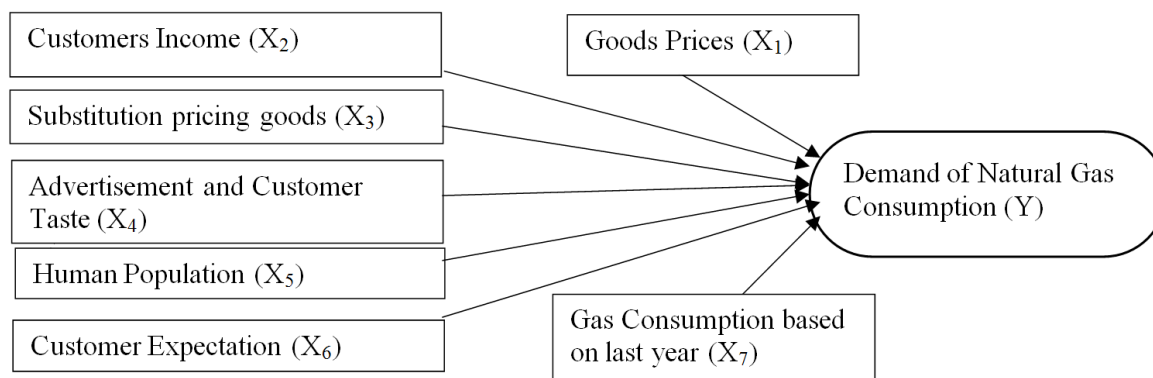 Customers Income (X₂)
Goods Prices (X₁)
Substitution pricing goods (X₃)
Advertisement and Customer
Taste (X₄)
Human Population (X₅)
Customer Expectation (X₆)
Gas Consumption based
on last year (X₇)
Demand of Natural Gas
Consumption (Y)